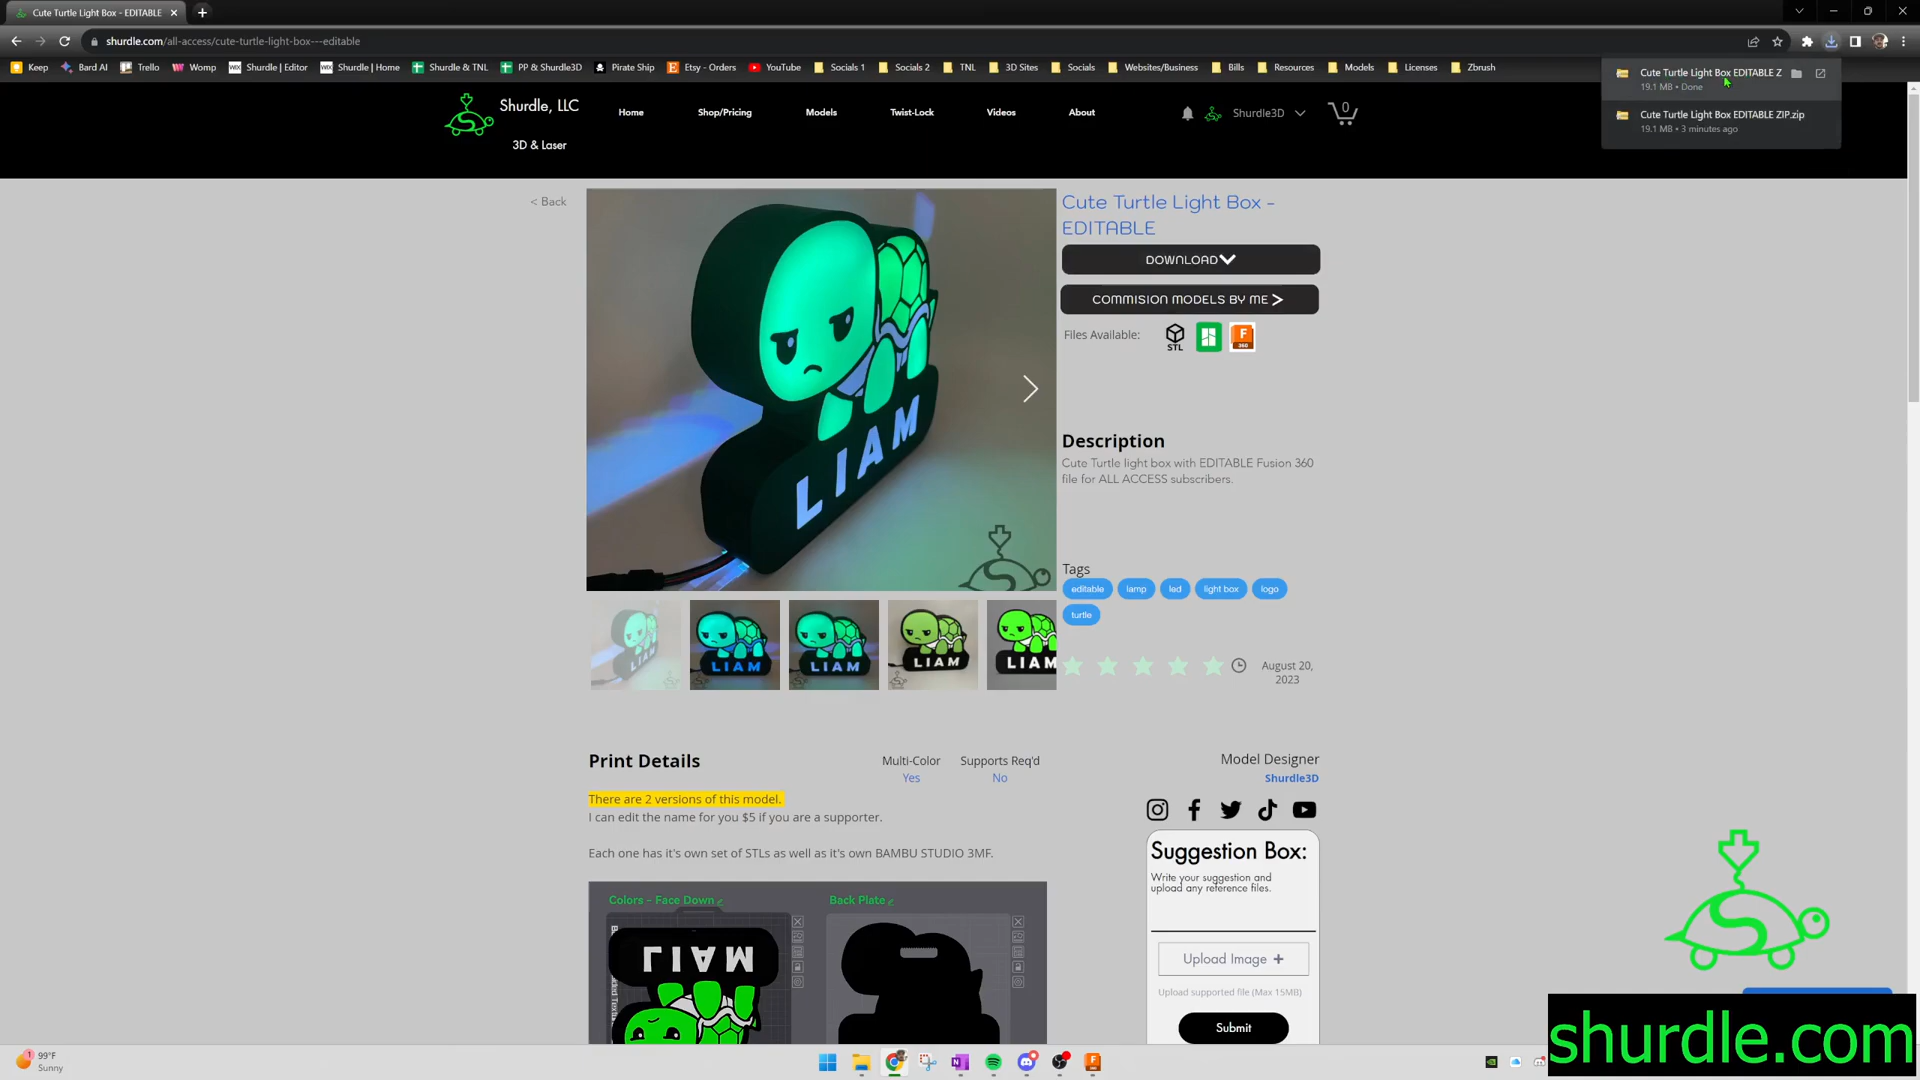 Cute Turtle Light Box - EDITABLE
shurdle.com/all-access/cute-turtle-light-box---editable
Keep
Bard AI
Trello
Womp
Shurdle | Editor
Shurdle | Home
Shurdle & TNL
PP & Shurdle3D
Pirate Ship
Etsy - Orders
YouTube
Socials 1
Socials 2
TNL
3D Sites
Socials
Websites/Business
Bills
Resources
Models
Licenses
Zbrush
Cute Turtle Light Box EDITABLE Z
19.1 MB • Done
Cute Turtle Light Box EDITABLE ZIP.zip
19.1 MB • 3 minutes ago
Shurdle, LLC
3D & Laser
Home
Shop/Pricing
Models
Twist-Lock
Videos
About
Shurdle3D
0
< Back
LIAM
Cute Turtle Light Box -
EDITABLE
DOWNLOAD
COMMISION MODELS BY ME >
Files Available:
STL
F
360
Description
Cute Turtle light box with EDITABLE Fusion 360
file for ALL ACCESS subscribers.
Tags
editable
lamp
led
light box
logo
turtle
August 20,
2023
LIAM
LIAM
LIAM
LIAM
Print Details
Multi-Color
Yes
Supports Req'd
No
There are 2 versions of this model.
I can edit the name for you $5 if you are a supporter.
Each one has it's own set of STLs as well as it's own BAMBU STUDIO 3MF.
Colors - Face Down
Back Plate
LIAM
Model Designer
Shurdle3D
Suggestion Box:
Write your suggestion and
upload any reference files.
Upload Image +
Upload supported file (Max 15MB)
Submit
shurdle.com
1
99°F
Sunny